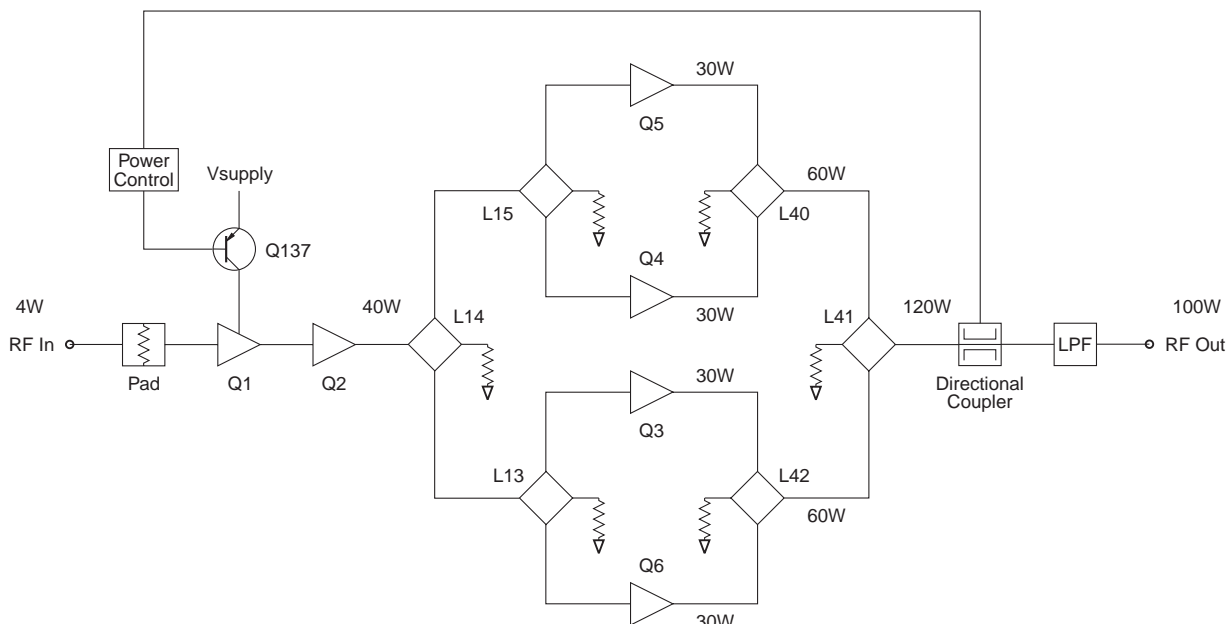 30W
Q5
Power
Control
Vsupply
60W
L15
L40
Q137
Q4
4W
40W
L14
30W
L41
120W
100W
RF In
LPF
RF Out
Pad
Q1
Q2
30W
Directional
Coupler
Q3
L13
L42
60W
Q6
30W